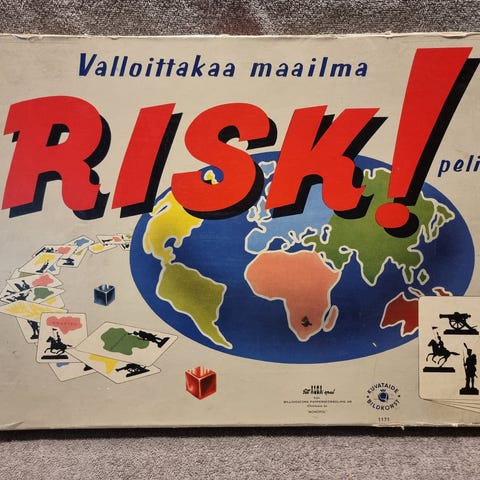 Valloittakaa maailma
RISK!
peli
KUVATAIDE
BILDKONST
1171